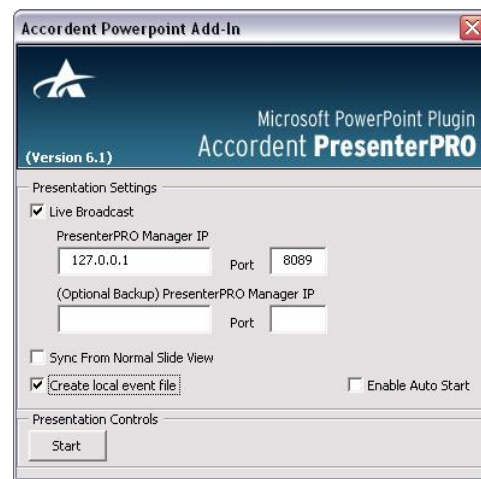 Accordent Powerpoint Add-In
Microsoft PowerPoint Plugin
(Version 6.1) Accordent PresenterPRO
Presentation Settings
Live Broadcast
PresenterPRO Manager IP
127.0.0.1 Port 8089
(Optional Backup) PresenterPRO Manager IP
Port
Sync From Normal Slide View
Create local event file Enable Auto Start
Presentation Controls
Start